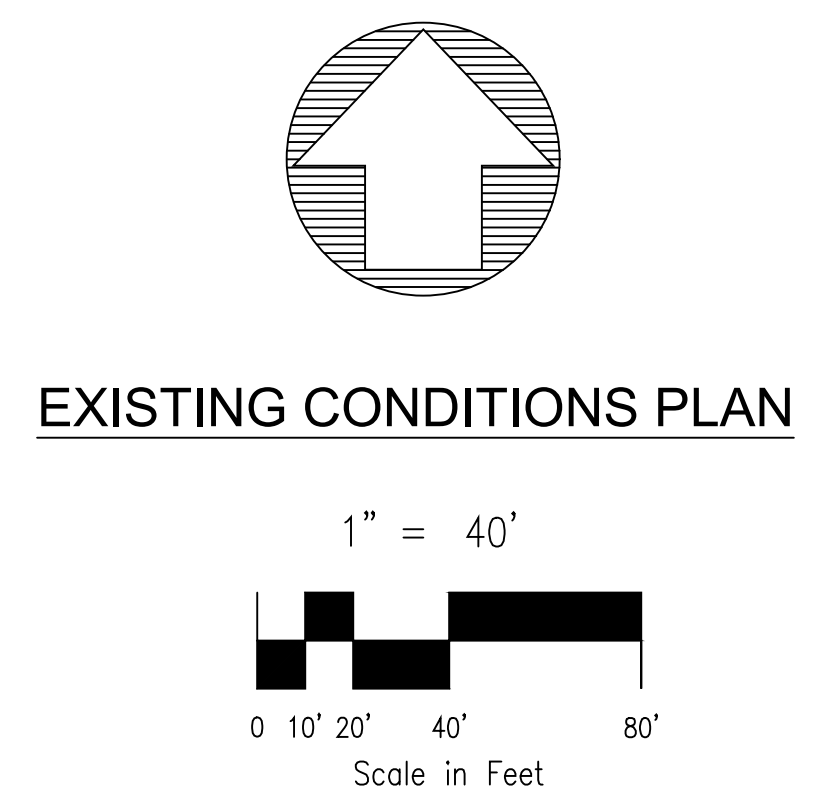 EXISTING CONDITIONS PLAN
1" = 40'
0 10' 20' 40' 80'
Scale in Feet